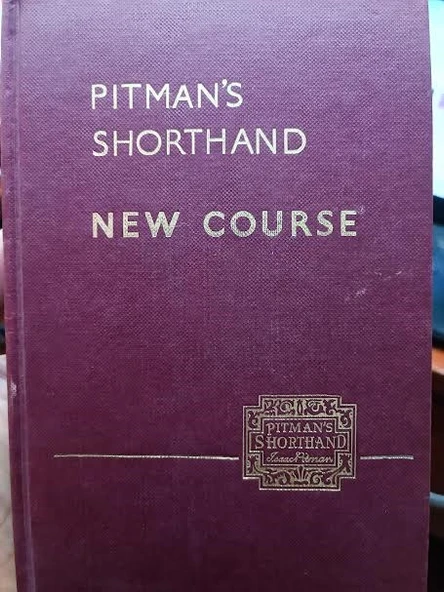 PITMAN'S
SHORTHAND
NEW COURSE
PITMAN'S
SHORTHAND
Isaac Pitman